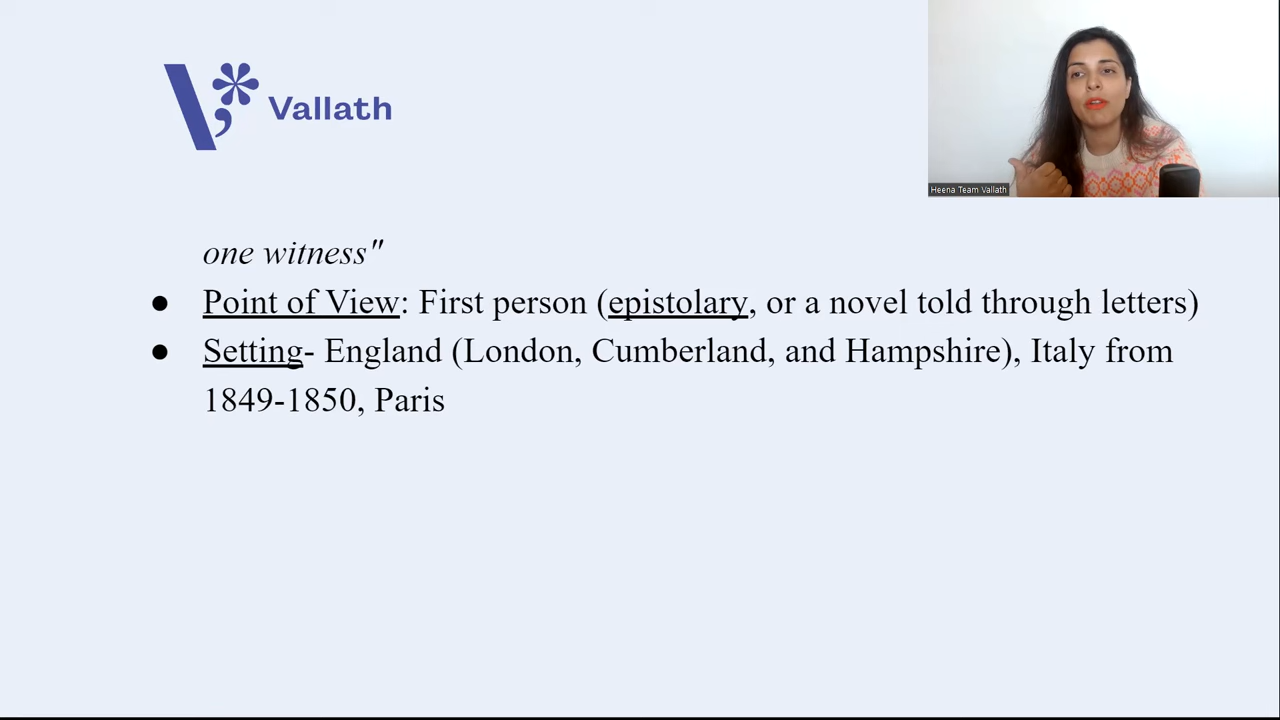 Vallath
Heena Team Vallath
one witness"
● Point of View: First person (epistolary, or a novel told through letters)
● Setting- England (London, Cumberland, and Hampshire), Italy from
1849-1850, Paris